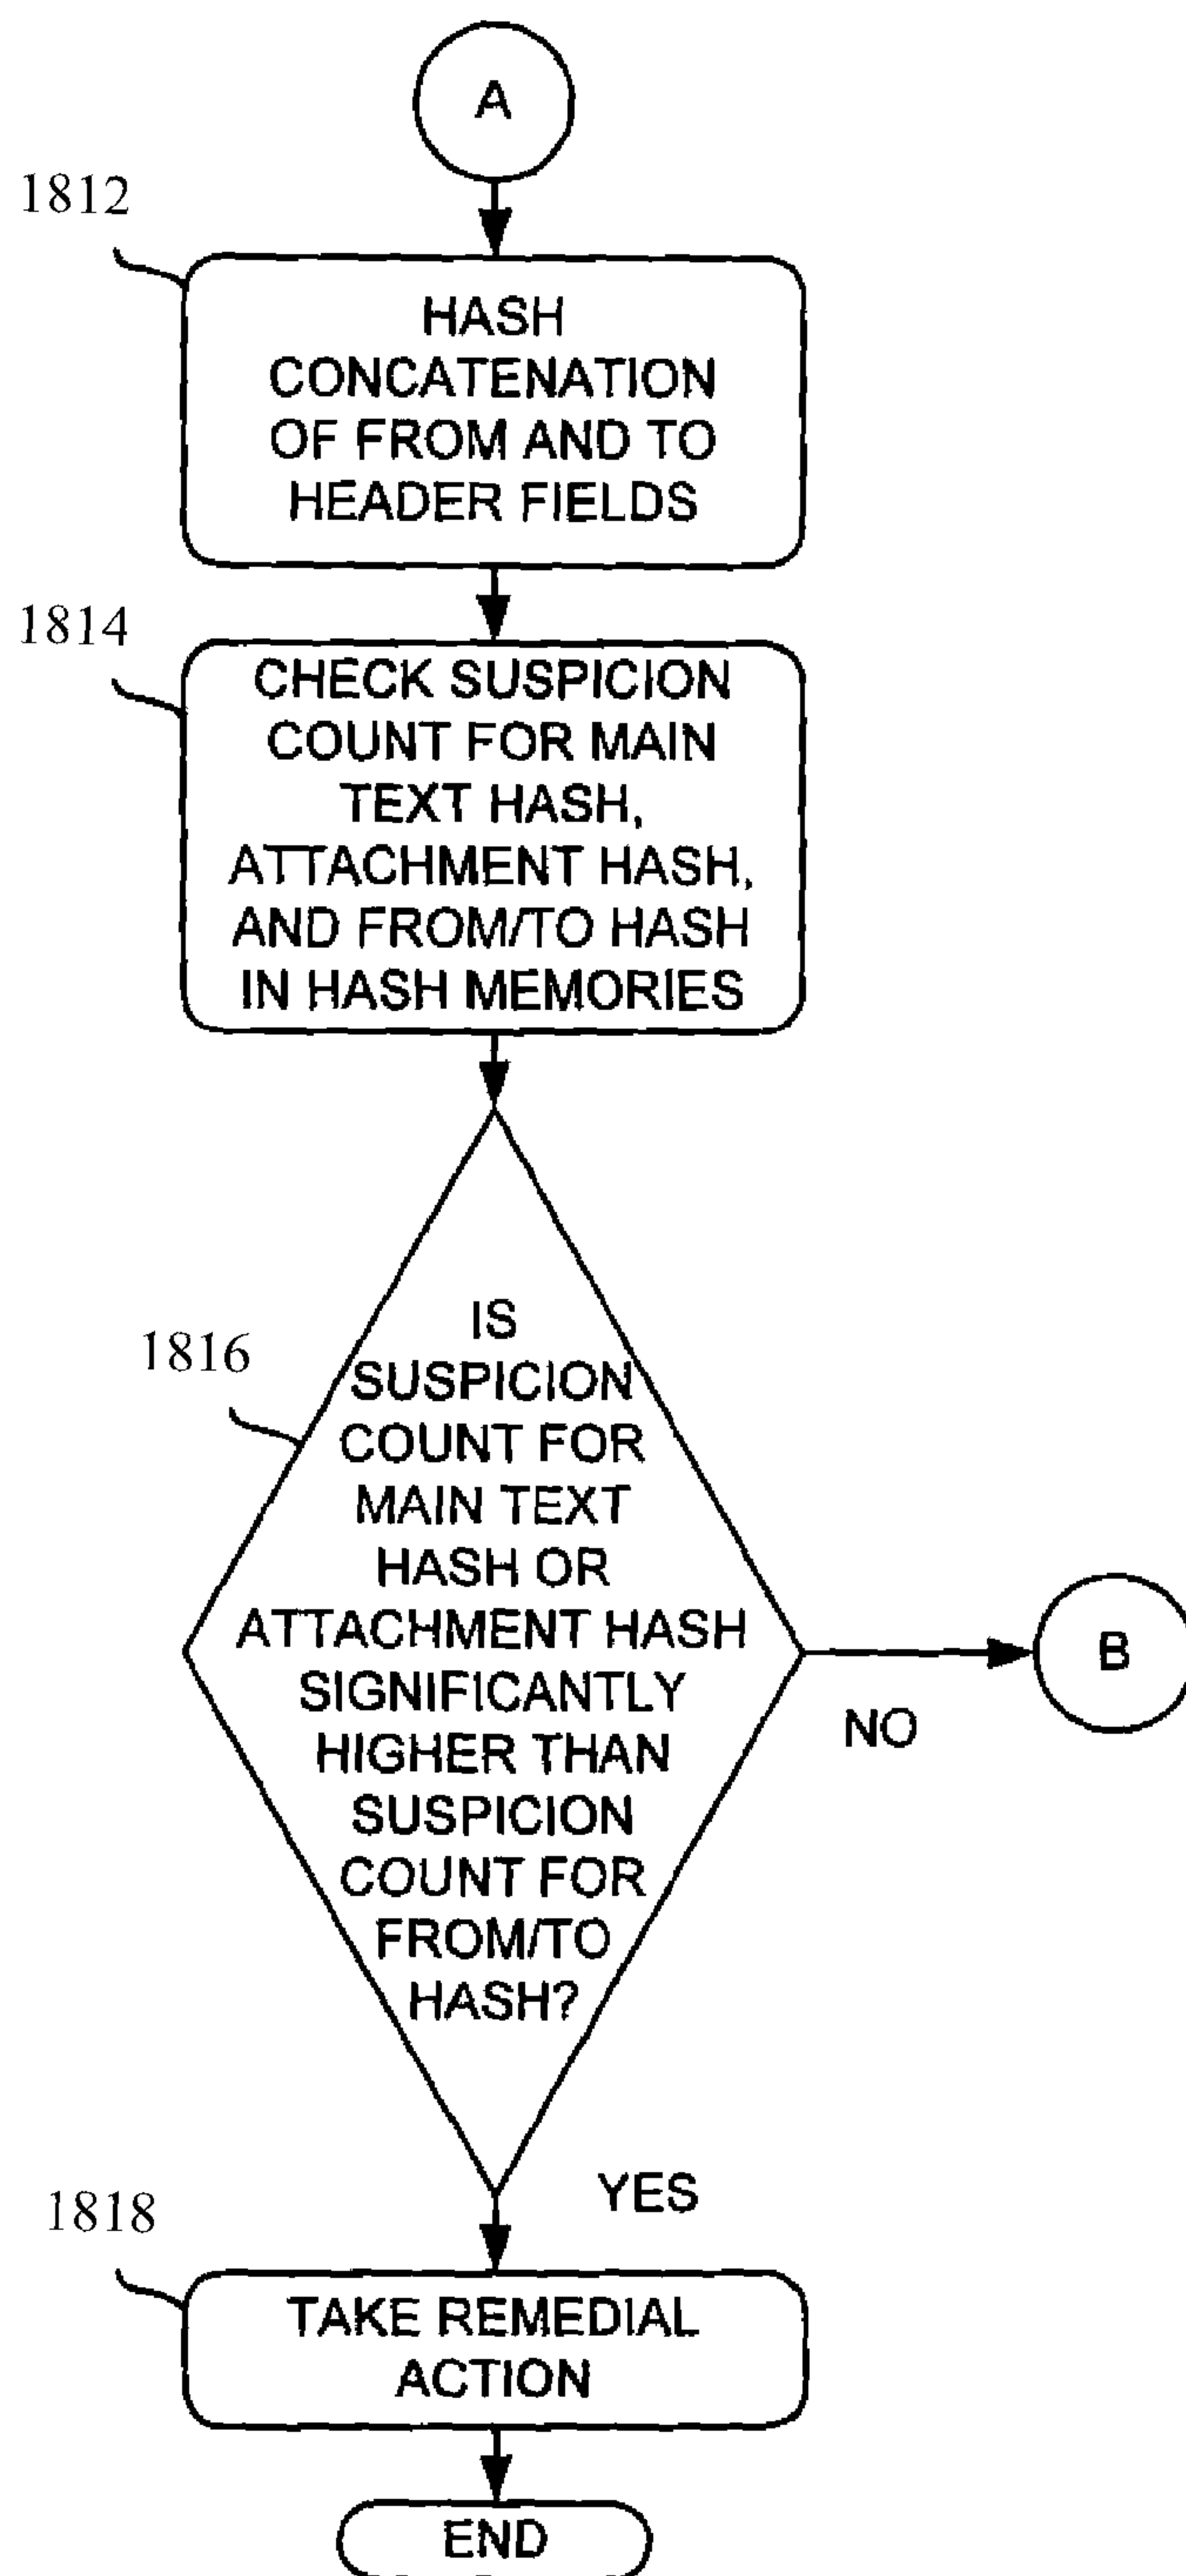 A
1812
HASH
CONCATENATION
OF FROM AND TO
HEADER FIELDS
1814
CHECK SUSPICION
COUNT FOR MAIN
TEXT HASH,
ATTACHMENT HASH,
AND FROM/TO HASH
IN HASH MEMORIES
1816
IS
SUSPICION
COUNT FOR
MAIN TEXT
HASH OR
ATTACHMENT HASH
SIGNIFICANTLY
HIGHER THAN
SUSPICION
COUNT FOR
FROM/TO
HASH?
B
NO
YES
1818
TAKE REMEDIAL
ACTION
END